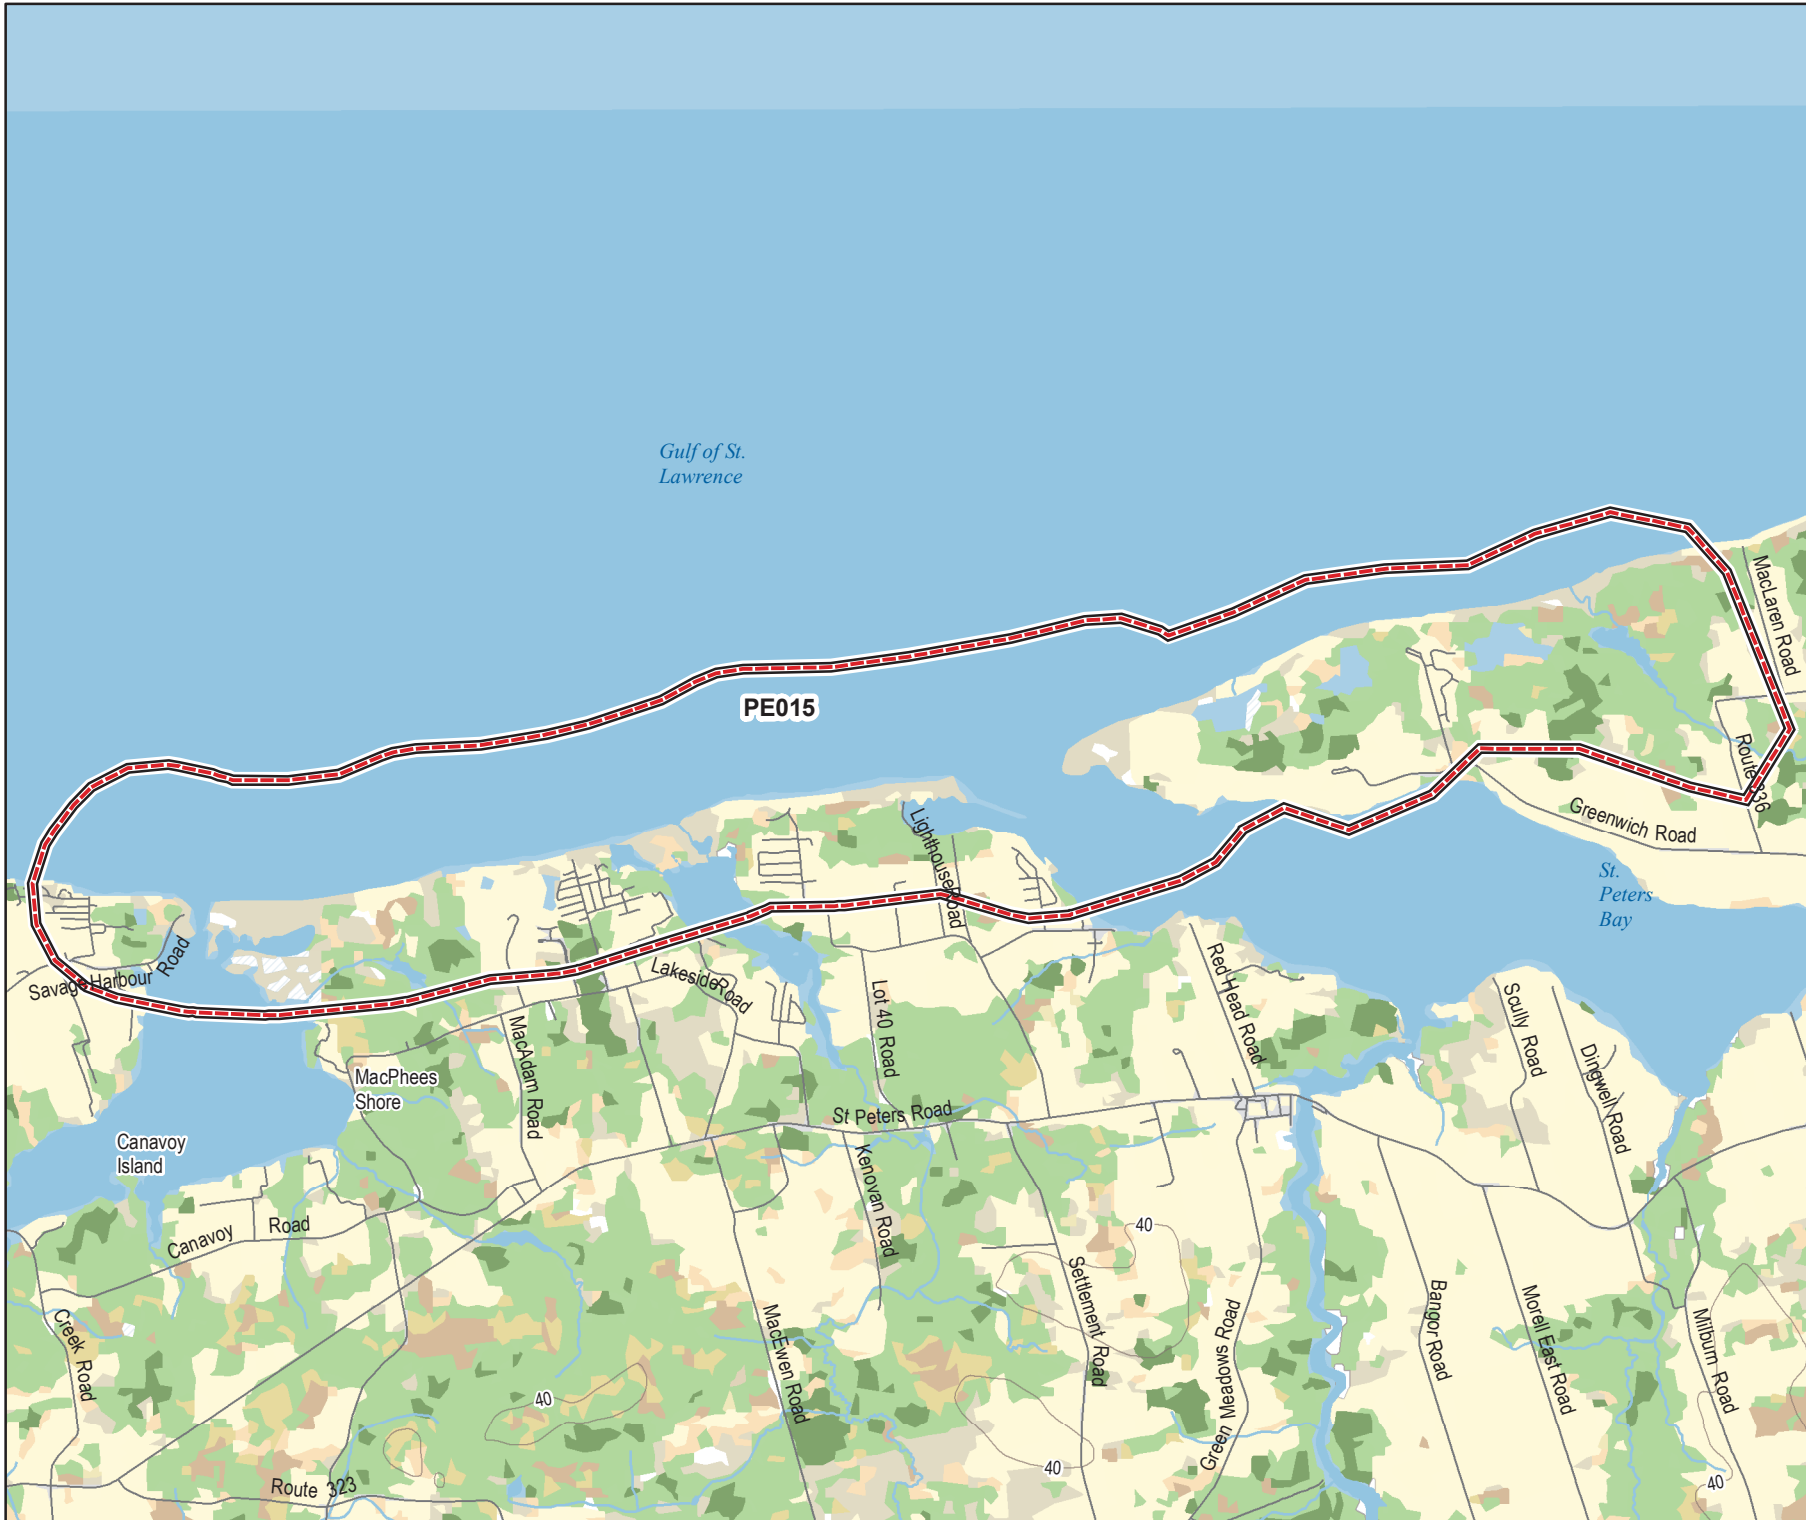 Gulf of St.
Lawrence
MacLaren Road
PE015
Route 336
Greenwich Road
Lighthouse Road
St.
Peters
Bay
Savage Harbour Road
Lakeside Road
Red Head Road
Lot 40 Road
Scully Road
MacAdam Road
Dingwell Road
MacPhees
Shore
St Peters Road
Canavoy
Island
Kenovan Road
Canavoy Road
40
Settlement Road
Bangor Road
Morell East Road
Creek Road
MacEwen Road
Green Meadows Road
Milburn Road
40
40
40
Route 323